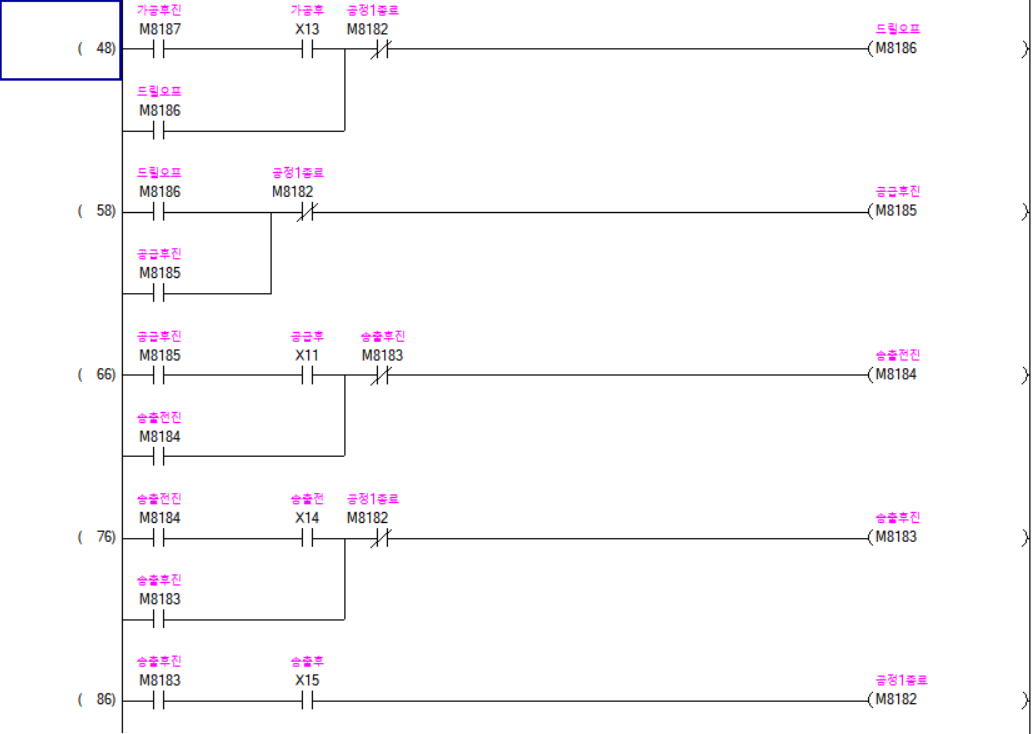 가공후진 가공후 공정1종료
M8187 X13 M8182 드릴오프
( 48) (M8186 )
드릴오프
M8186
드릴오프 공정1종료
M8186 M8182 공급후진
( 58) (M8185 )
공급후진
M8185
공급후진 공급후 송출후진
M8185 X11 M8183 송출전진
( 66) (M8184 )
송출전진
M8184
송출전진 송출전 공정1종료
M8184 X14 M8182 송출후진
( 76) (M8183 )
송출후진
M8183
송출후진 송출후
M8183 X15 공정1종료
( 86) (M8182 )